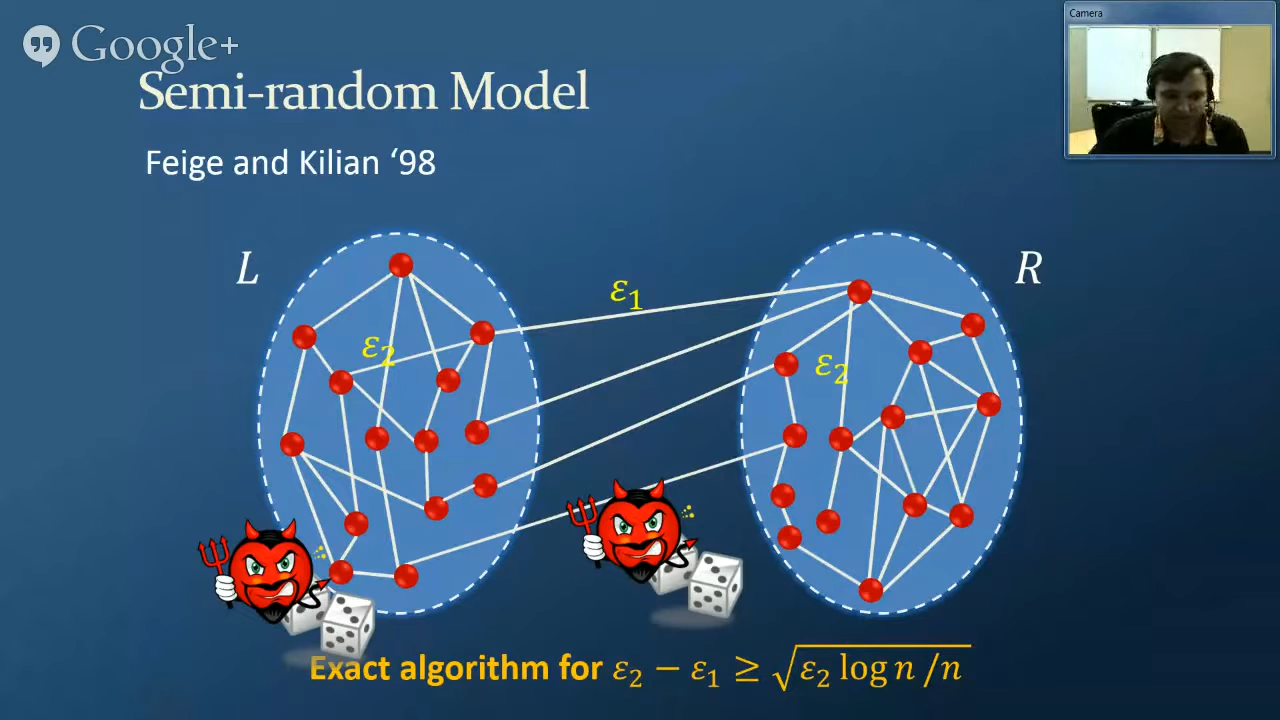 Google+
Camera
Semi-random Model
Feige and Kilian ‘98
L
R
ε₁
ε₂
ε₂
Exact algorithm for ε₂ − ε₁ ≥ √(ε₂ log n /n)